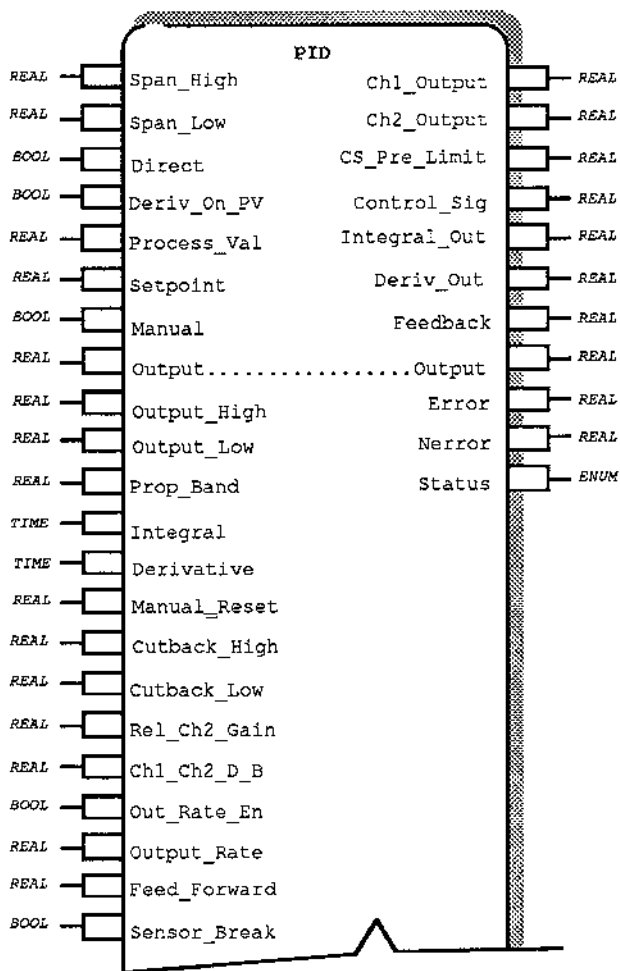 PID
REAL Span_High Ch1_Output REAL
REAL Span_Low Ch2_Output REAL
BOOL Direct CS_Pre_Limit REAL
BOOL Deriv_On_PV Control_Sig REAL
REAL Process_Val Integral_Out REAL
REAL Setpoint Deriv_Out REAL
BOOL Manual Feedback REAL
REAL Output..................Output REAL
REAL Output_High Error REAL
REAL Output_Low Nerror REAL
REAL Prop_Band Status ENUM
TIME Integral
TIME Derivative
REAL Manual_Reset
REAL Cutback_High
REAL Cutback_Low
REAL Rel_Ch2_Gain
REAL Ch1_Ch2_D_B
BOOL Out_Rate_En
REAL Output_Rate
REAL Feed_Forward
BOOL Sensor_Break